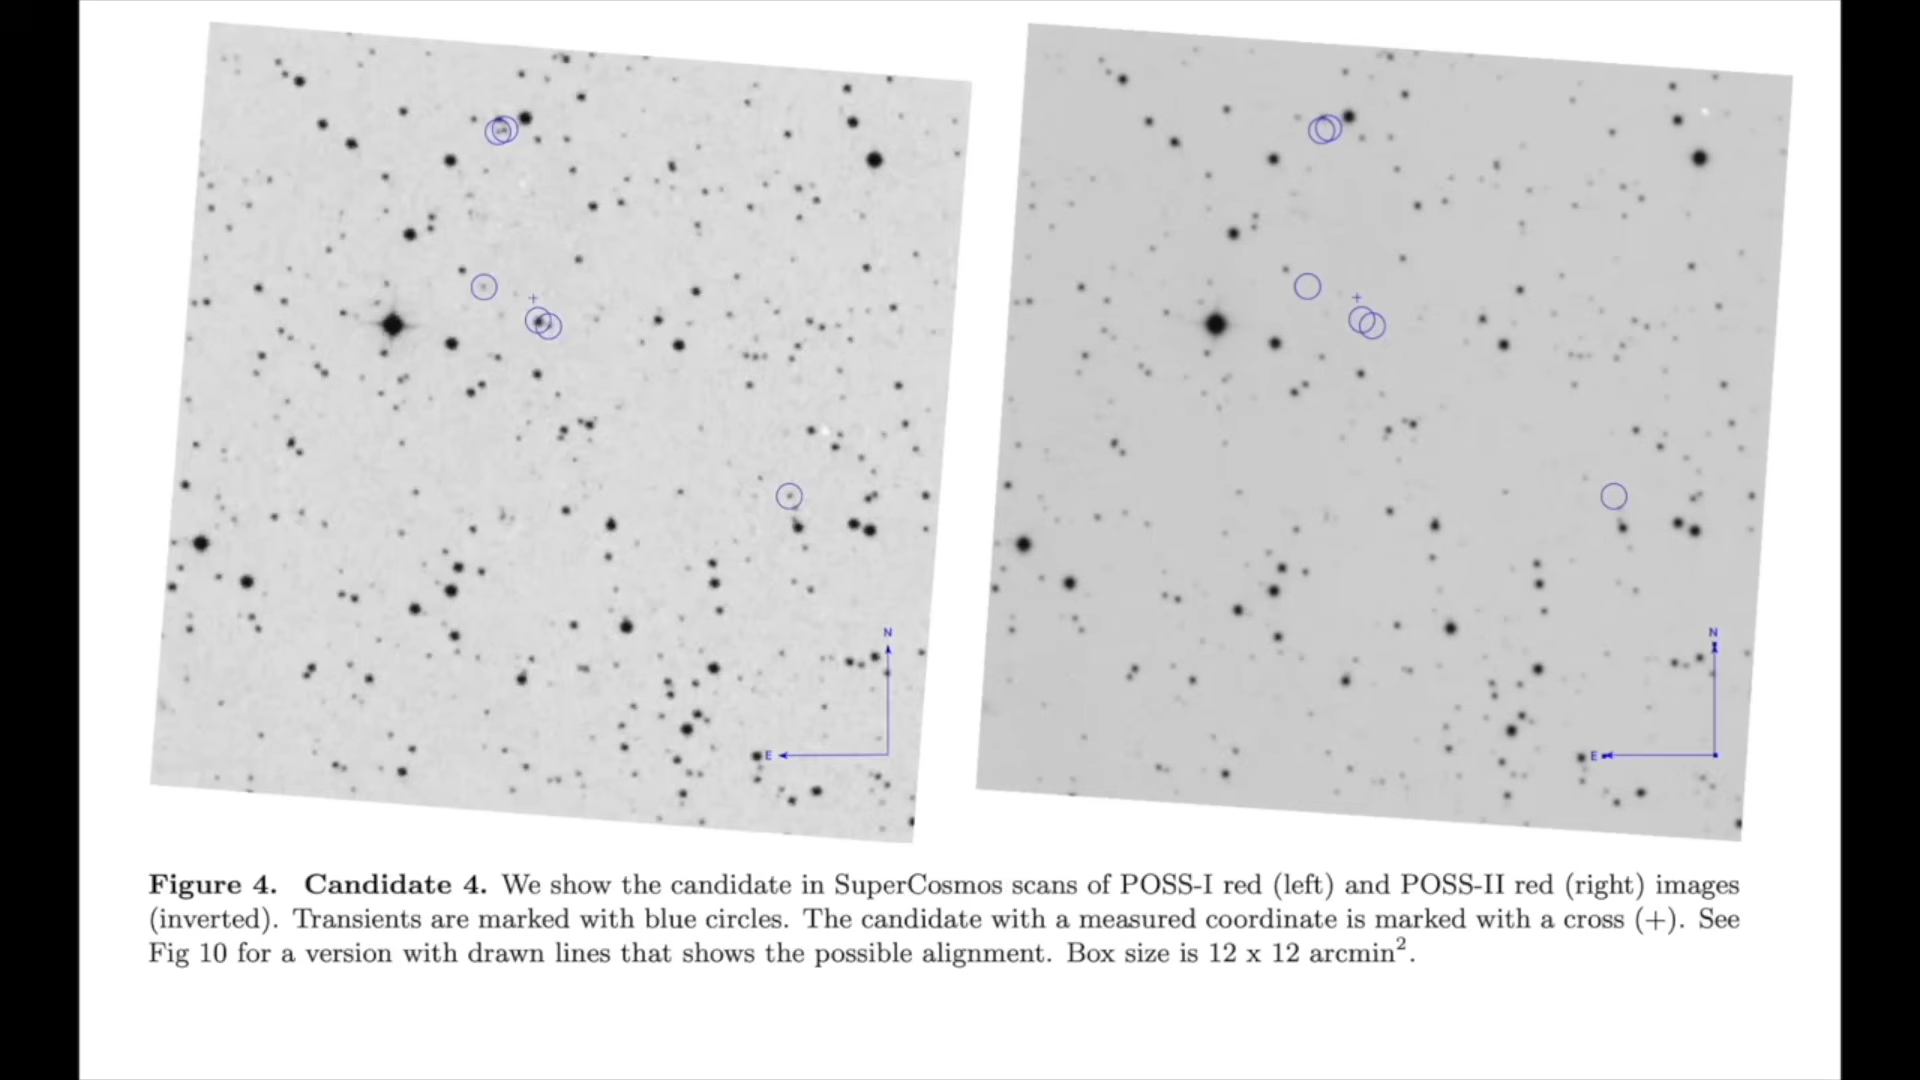 N
N
E
E
Figure 4. Candidate 4. We show the candidate in SuperCosmos scans of POSS-I red (left) and POSS-II red (right) images
(inverted). Transients are marked with blue circles. The candidate with a measured coordinate is marked with a cross (+). See
Fig 10 for a version with drawn lines that shows the possible alignment. Box size is 12 x 12 arcmin².